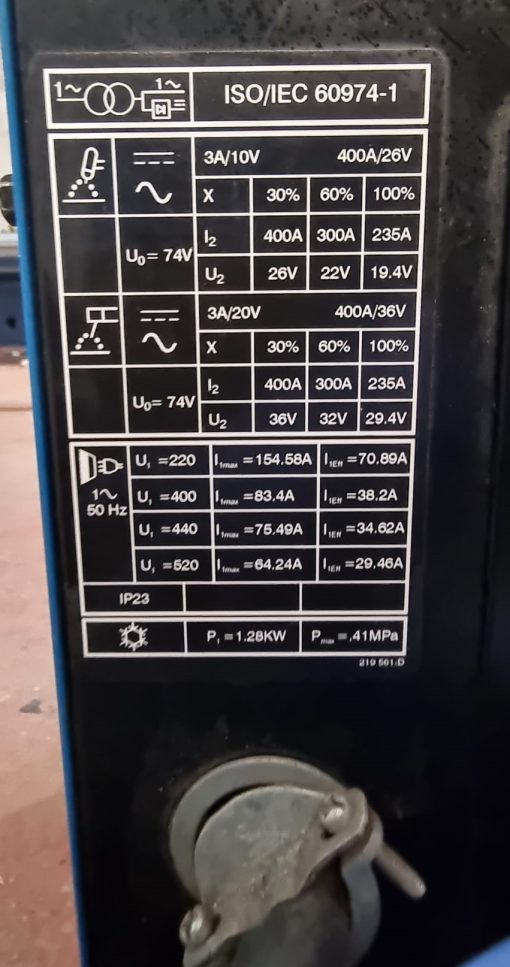 1~ 1~ ISO/IEC 60974-1
3A/10V 400A/26V
X 30% 60% 100%
U0= 74V
I2 400A 300A 235A
U2 26V 22V 19.4V
3A/20V 400A/36V
X 30% 60% 100%
U0= 74V
I2 400A 300A 235A
U2 36V 32V 29.4V
1~
50 Hz
U1 =220 I1max =154.58A I1Eff =70.89A
U1 =400 I1max =83.4A I1Eff =38.2A
U1 =440 I1max =75.49A I1Eff =34.62A
U1 =520 I1max =64.24A I1Eff =29.46A
IP23
P1 =1.28KW Pmax =.41MPa
219 561-D